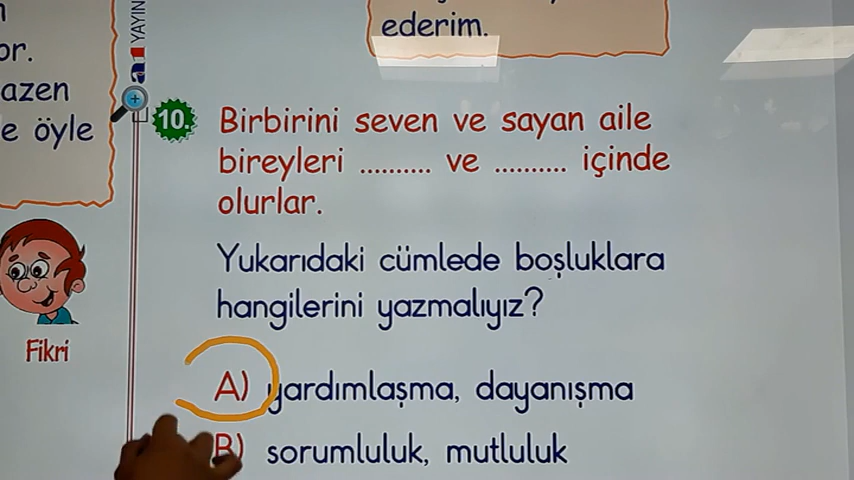 or.
azen
e öyle
YAYIN
ederim.
10. Birbirini seven ve sayan aile
bireyleri .......... ve .......... içinde
olurlar.
Yukarıdaki cümlede boşluklara
hangilerini yazmalıyız?
A) yardımlaşma, dayanışma
B) sorumluluk, mutluluk
Fikri